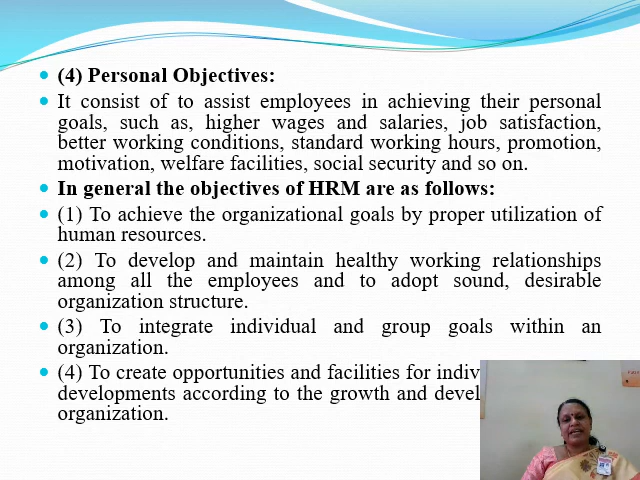 (4) Personal Objectives:
It consist of to assist employees in achieving their personal
goals, such as, higher wages and salaries, job satisfaction,
better working conditions, standard working hours, promotion,
motivation, welfare facilities, social security and so on.
In general the objectives of HRM are as follows:
(1) To achieve the organizational goals by proper utilization of
human resources.
(2) To develop and maintain healthy working relationships
among all the employees and to adopt sound, desirable
organization structure.
(3) To integrate individual and group goals within an
organization.
(4) To create opportunities and facilities for
developments according to the growth and
organization.